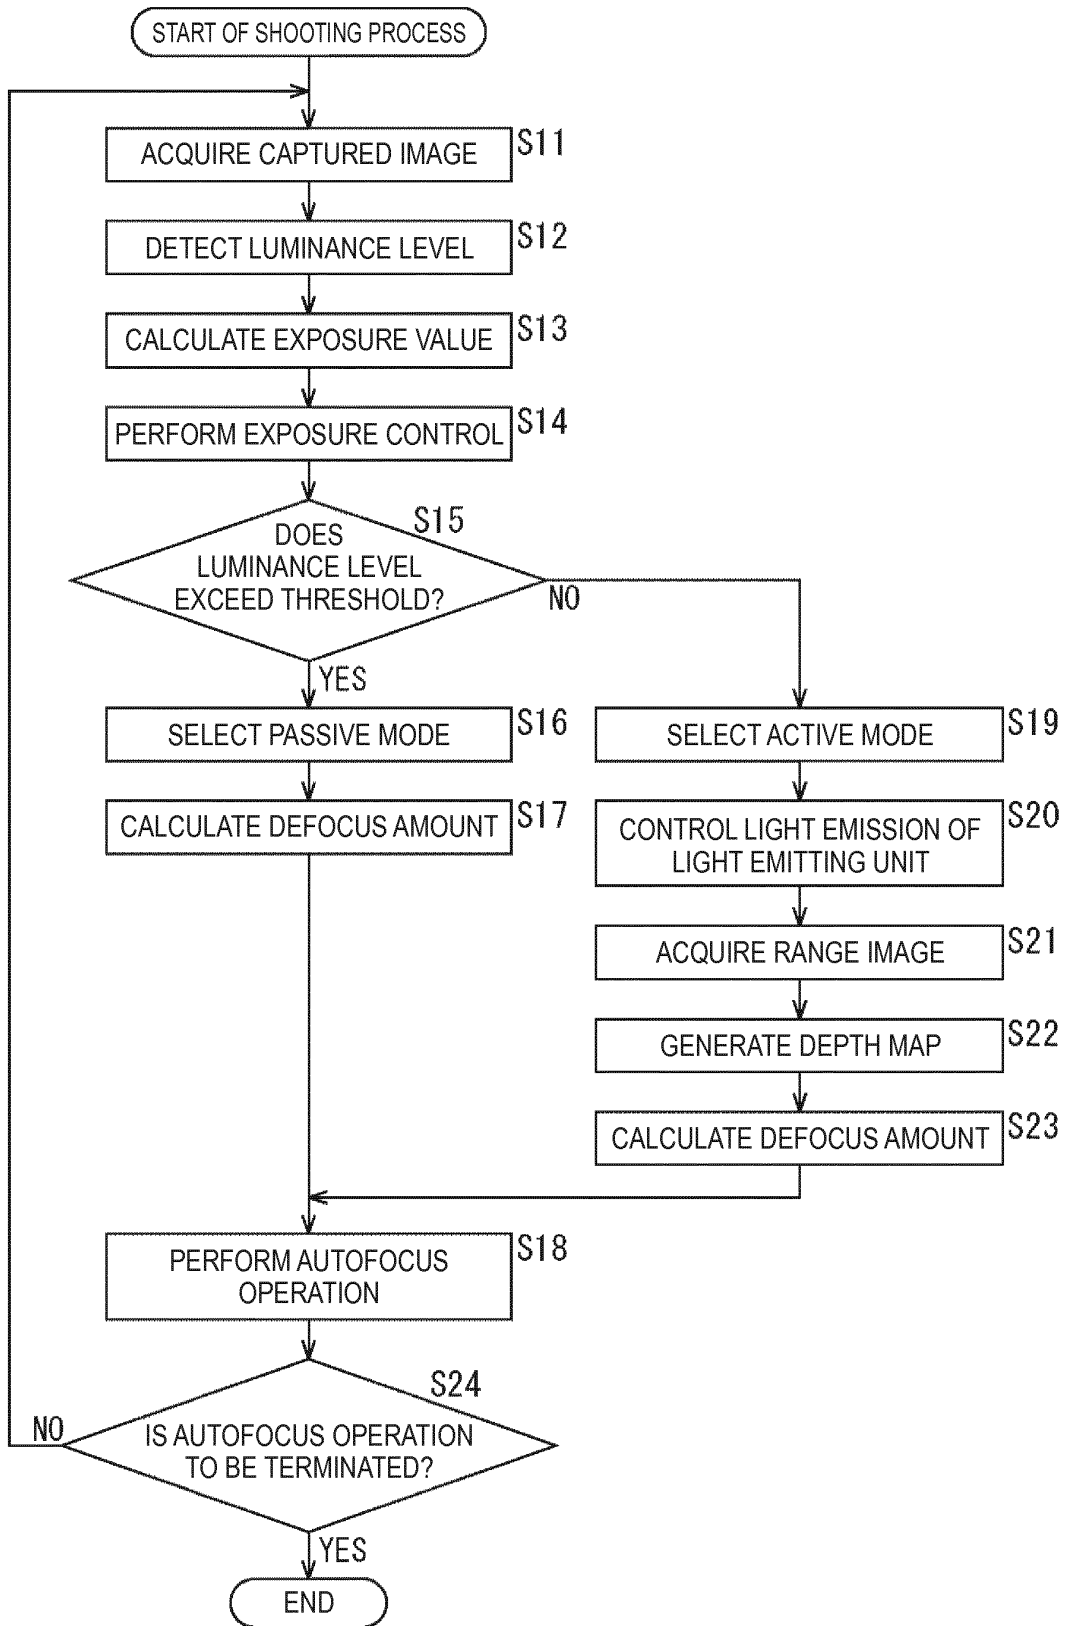 START OF SHOOTING PROCESS
ACQUIRE CAPTURED IMAGE
S11
DETECT LUMINANCE LEVEL
S12
CALCULATE EXPOSURE VALUE
S13
PERFORM EXPOSURE CONTROL
S14
S15
DOES
LUMINANCE LEVEL
EXCEED THRESHOLD?
NO
YES
SELECT PASSIVE MODE
S16
CALCULATE DEFOCUS AMOUNT
S17
SELECT ACTIVE MODE
S19
CONTROL LIGHT EMISSION OF
LIGHT EMITTING UNIT
S20
ACQUIRE RANGE IMAGE
S21
GENERATE DEPTH MAP
S22
CALCULATE DEFOCUS AMOUNT
S23
PERFORM AUTOFOCUS
OPERATION
S18
S24
IS AUTOFOCUS OPERATION
TO BE TERMINATED?
NO
YES
END